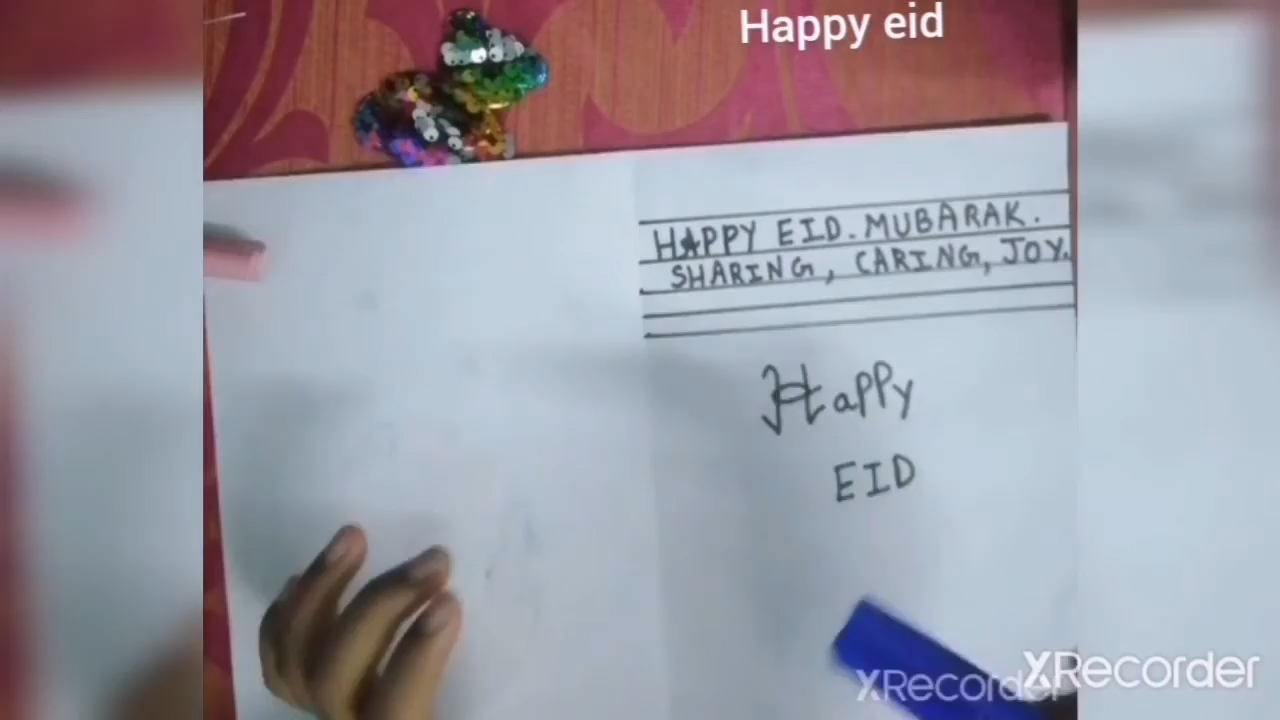 Happy eid
HAPPY EID. MUBARAK.
SHARING, CARING, JOY.
Happy
EID
XRecorder
XRecorder